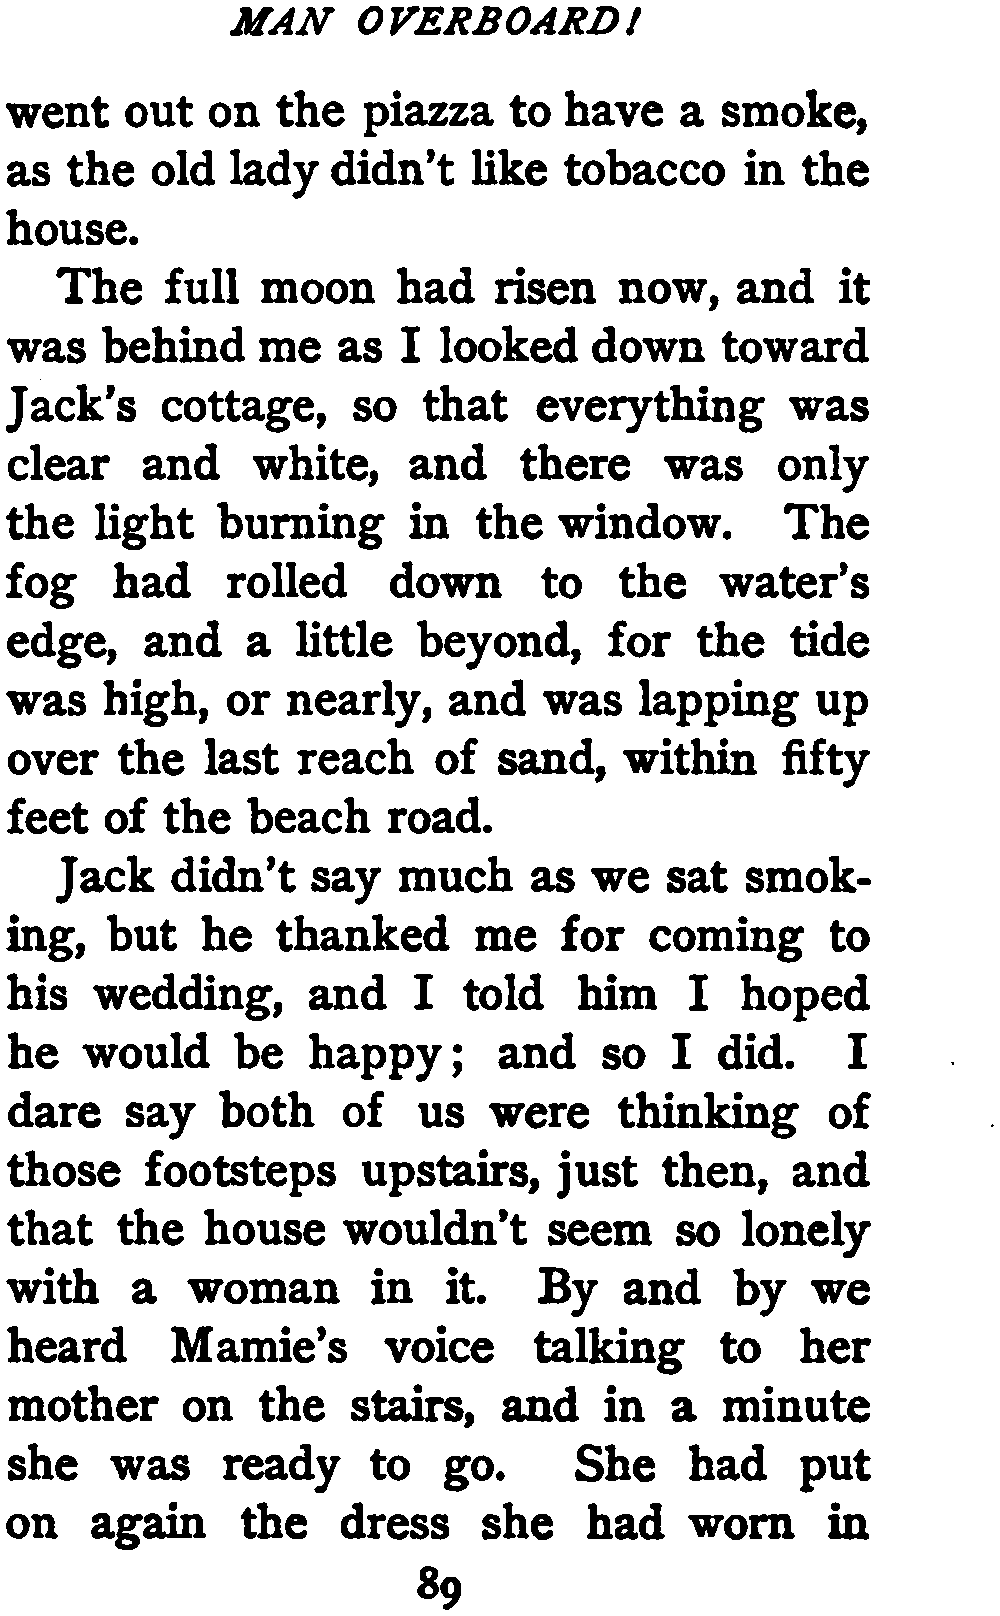 MAN OVERBOARD!
went out on the piazza to have a smoke,
as the old lady didn't like tobacco in the
house.
The full moon had risen now, and it
was behind me as I looked down toward
Jack's cottage, so that everything was
clear and white, and there was only
the light burning in the window. The
fog had rolled down to the water's
edge, and a little beyond, for the tide
was high, or nearly, and was lapping up
over the last reach of sand, within fifty
feet of the beach road.
Jack didn't say much as we sat smok-
ing, but he thanked me for coming to
his wedding, and I told him I hoped
he would be happy; and so I did. I
dare say both of us were thinking of
those footsteps upstairs, just then, and
that the house wouldn't seem so lonely
with a woman in it. By and by we
heard Mamie's voice talking to her
mother on the stairs, and in a minute
she was ready to go. She had put
on again the dress she had worn in
89